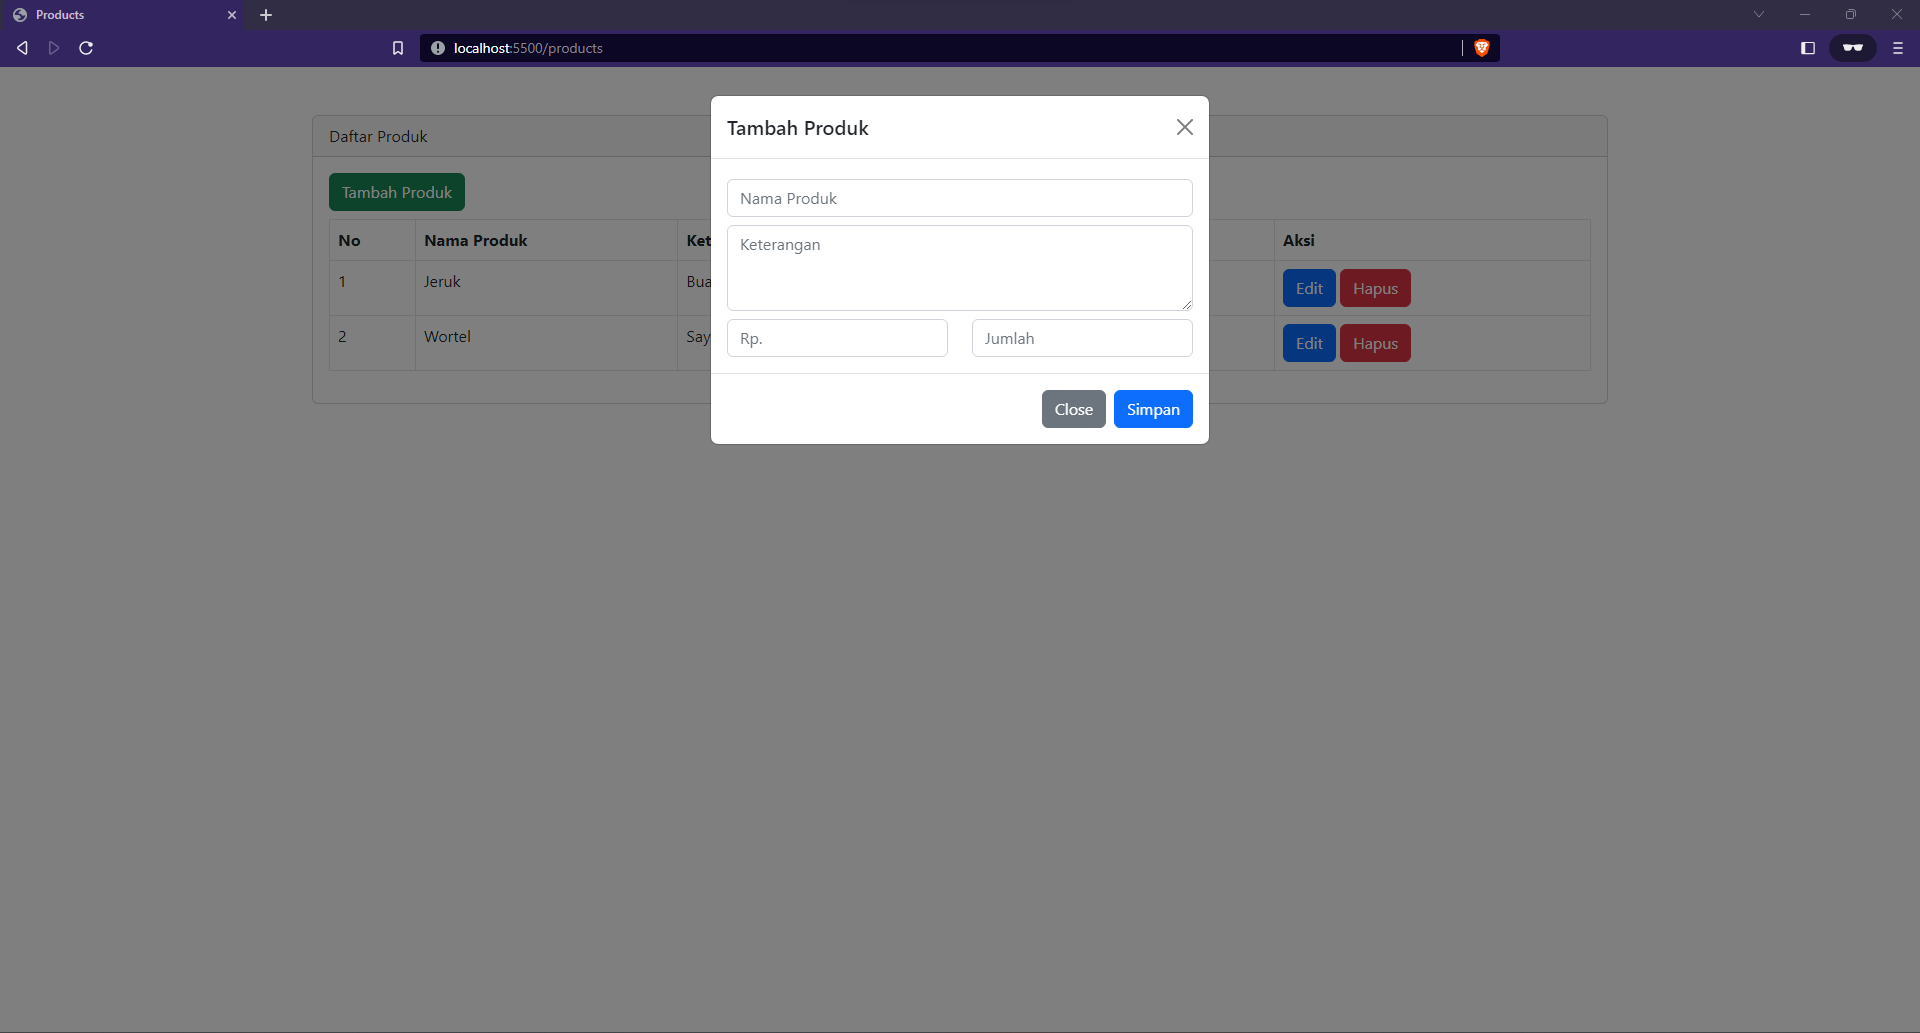 Products
localhost:5500/products
Tambah Produk
Daftar Produk
Tambah Produk
Nama Produk
Keterangan
Rp.
Jumlah
Close
Simpan
No
Nama Produk
Ket
Aksi
1
Jeruk
Bua
Edit
Hapus
2
Wortel
Say
Edit
Hapus